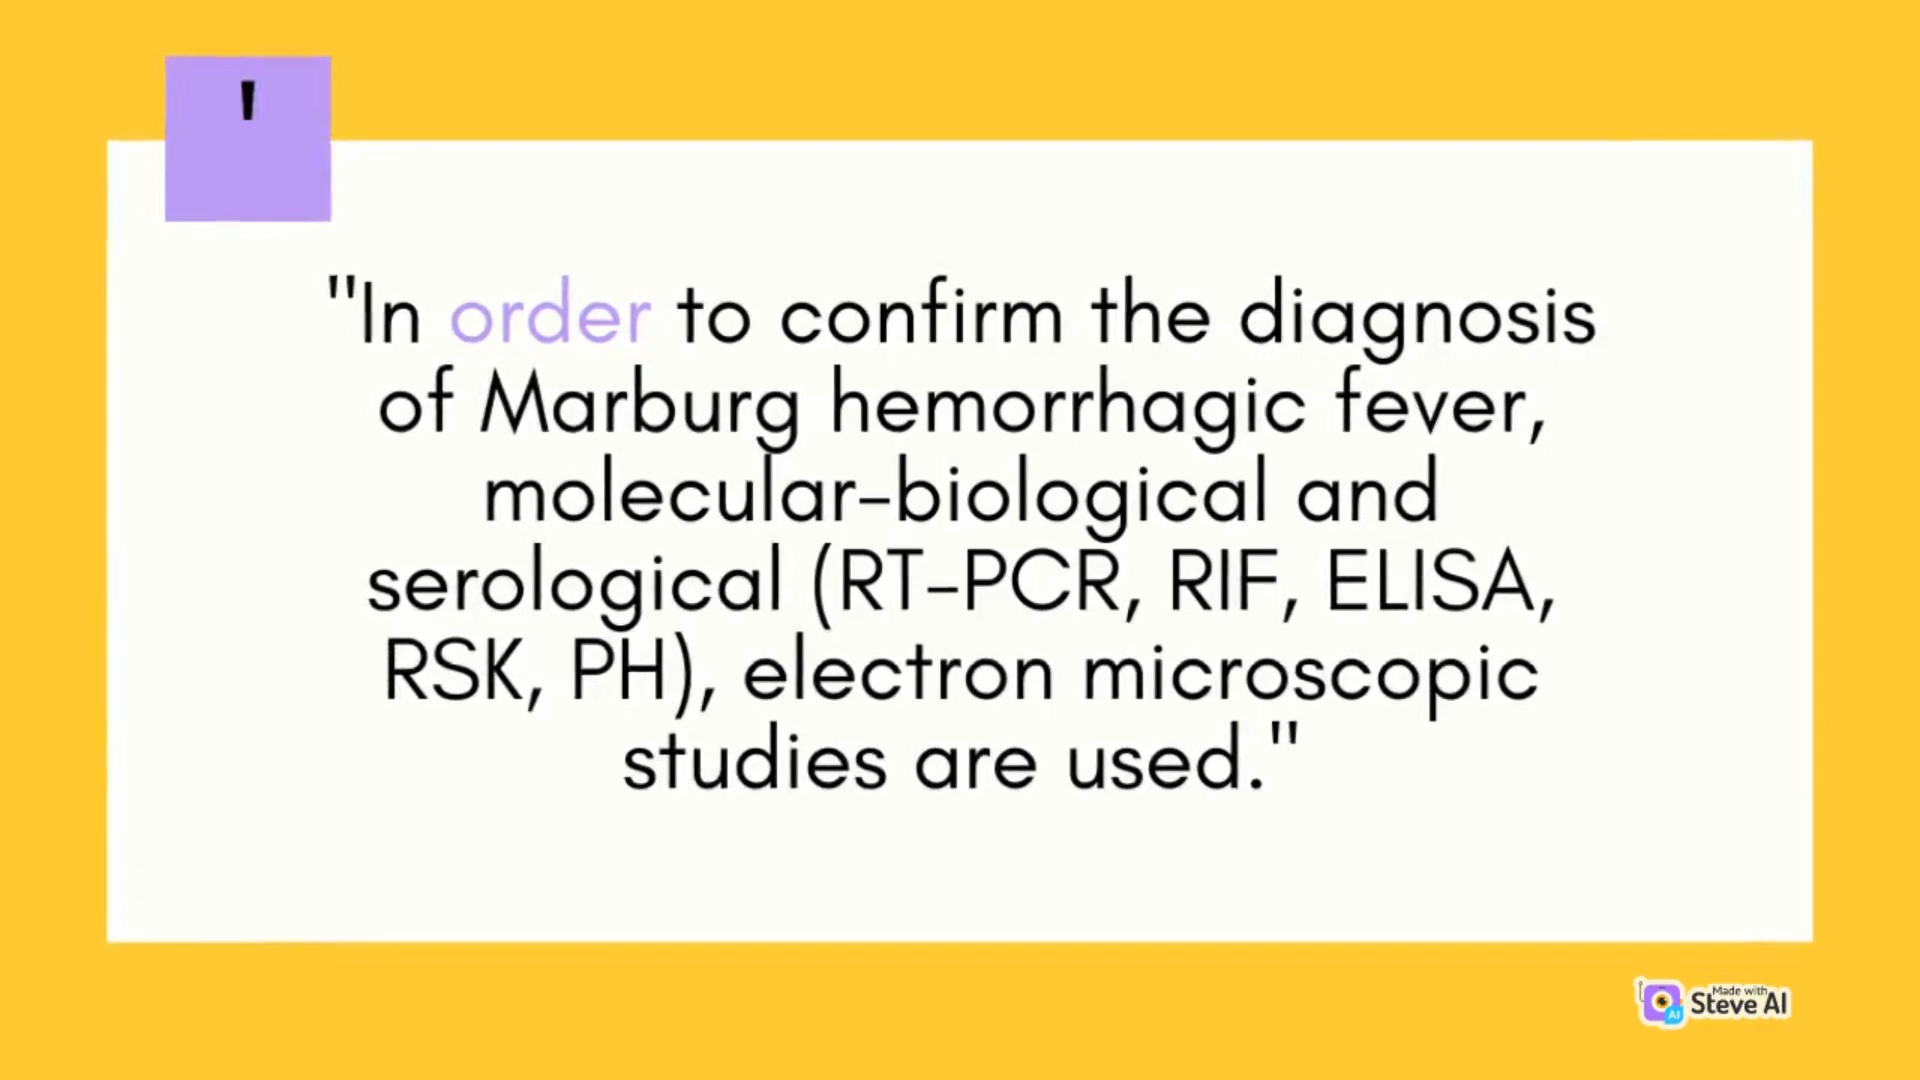 '
"In order to confirm the diagnosis
of Marburg hemorrhagic fever,
molecular-biological and
serological (RT-PCR, RIF, ELISA,
RSK, PH), electron microscopic
studies are used."
Made with
Steve AI
AI